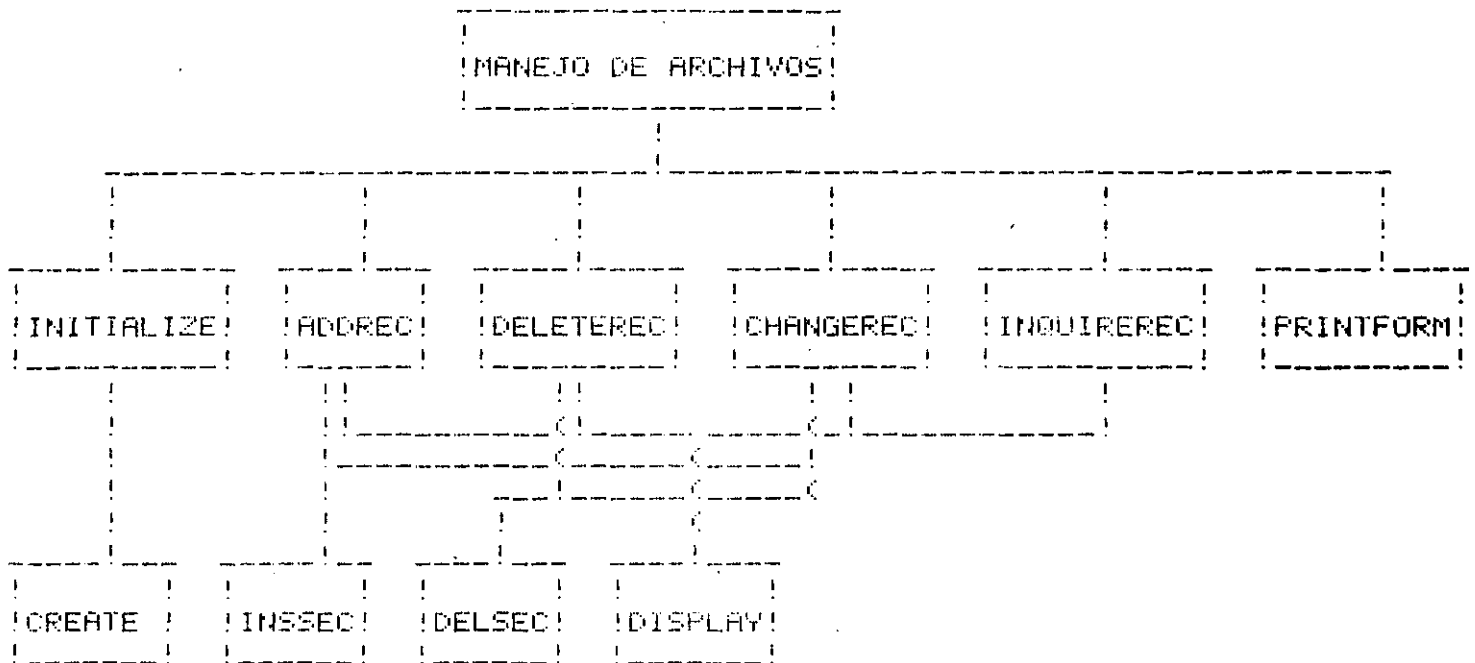 MANEJO DE ARCHIVOS
INITIALIZE ADDREC DELETEREC CHANGEREC INQUIREREC PRINTFORM
CREATE INSSEC DELSEC DISPLAY